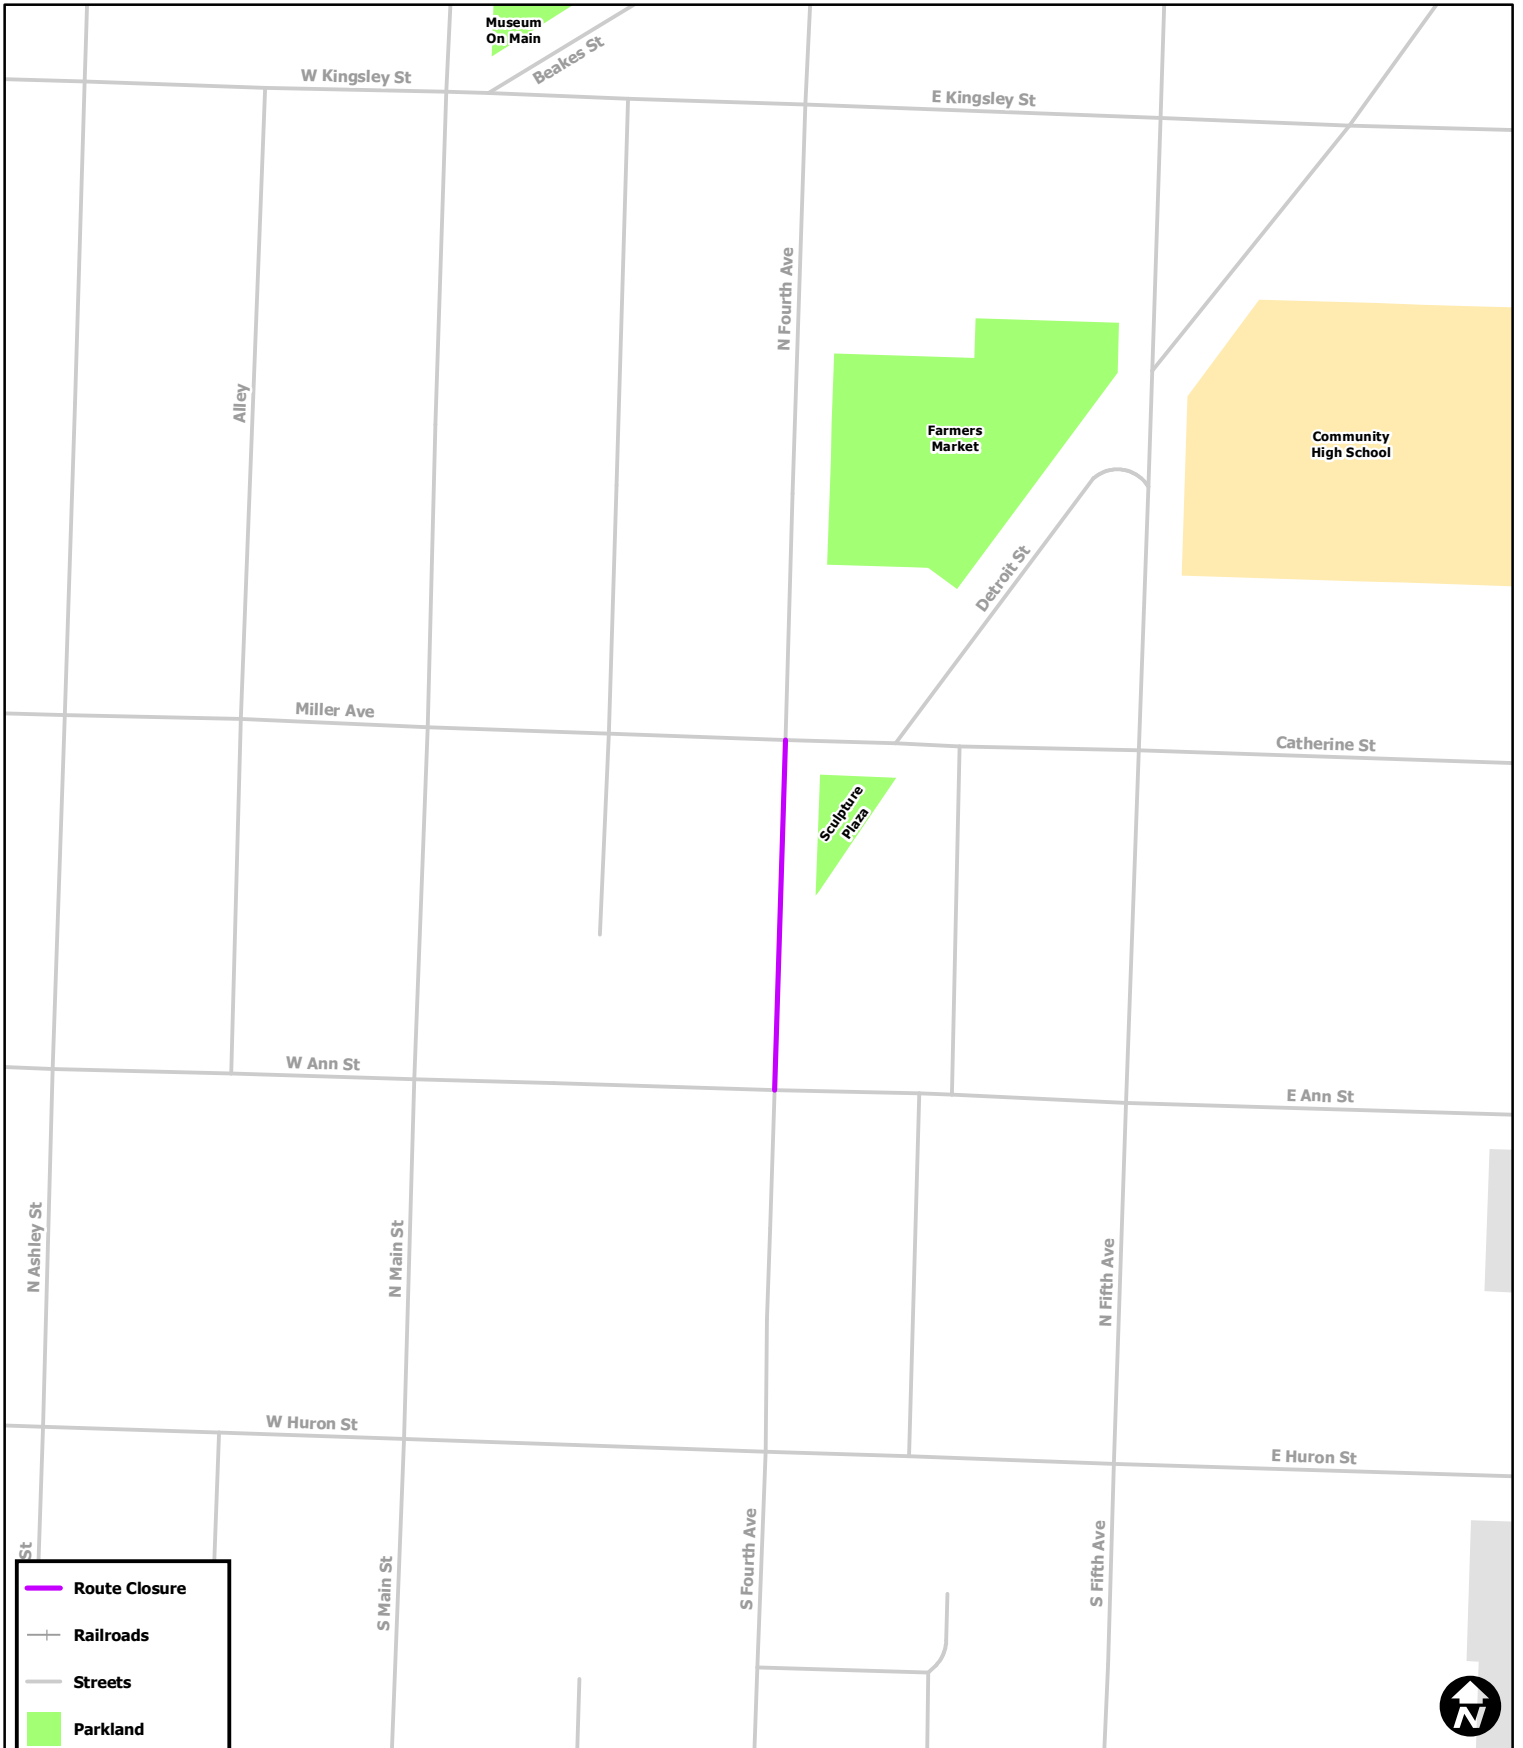 Museum
On Main
Beakes St
W Kingsley St
E Kingsley St
N Fourth Ave
Alley
Farmers
Market
Community
High School
Detroit St
Miller Ave
Catherine St
Sculpture
Plaza
W Ann St
E Ann St
N Ashley St
N Main St
N Fifth Ave
W Huron St
E Huron St
S Fourth Ave
S Fifth Ave
St
S Main St
Route Closure
Railroads
Streets
Parkland
N